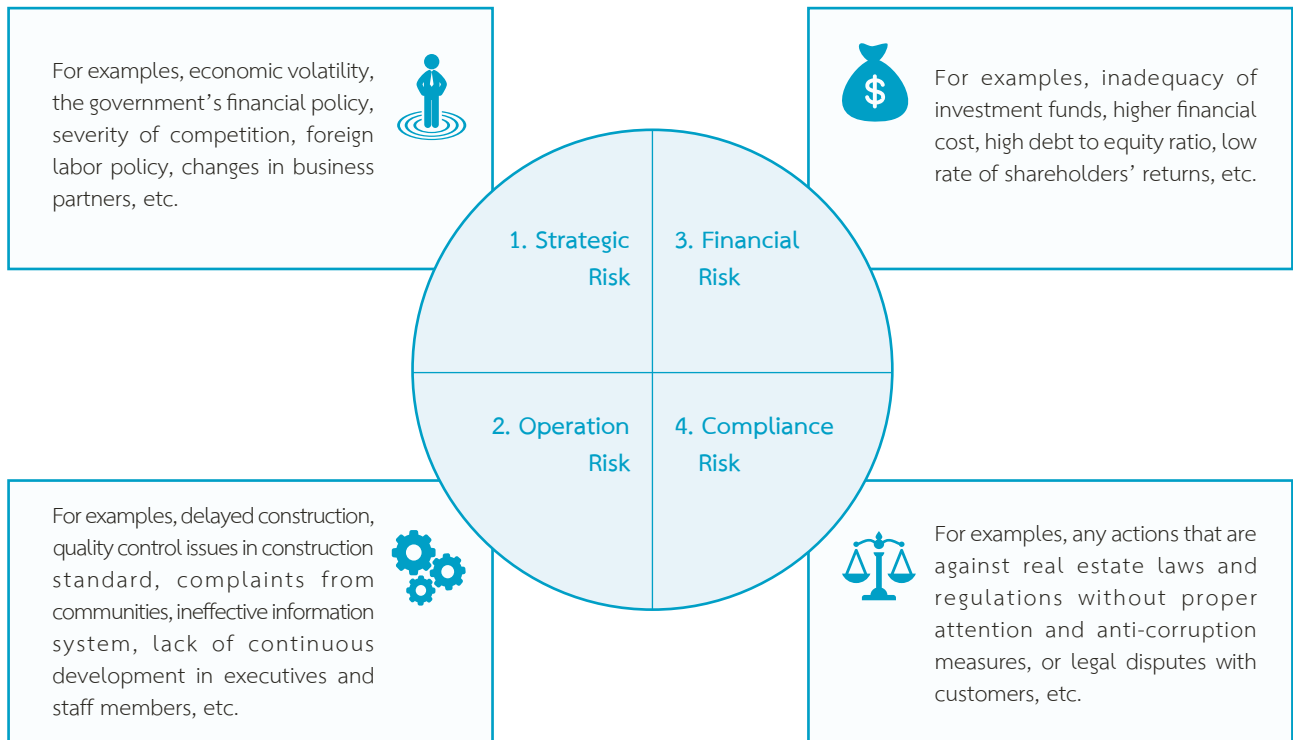 For examples, economic volatility,
the government's financial policy,
severity of competition, foreign
labor policy, changes in business
partners, etc.
$
For examples, inadequacy of
investment funds, higher financial
cost, high debt to equity ratio, low
rate of shareholders' returns, etc.
1. Strategic
Risk
3. Financial
Risk
2. Operation
Risk
4. Compliance
Risk
For examples, delayed construction,
quality control issues in construction
standard, complaints from
communities, ineffective information
system, lack of continuous
development in executives and
staff members, etc.
For examples, any actions that are
against real estate laws and
regulations without proper
attention and anti-corruption
measures, or legal disputes with
customers, etc.